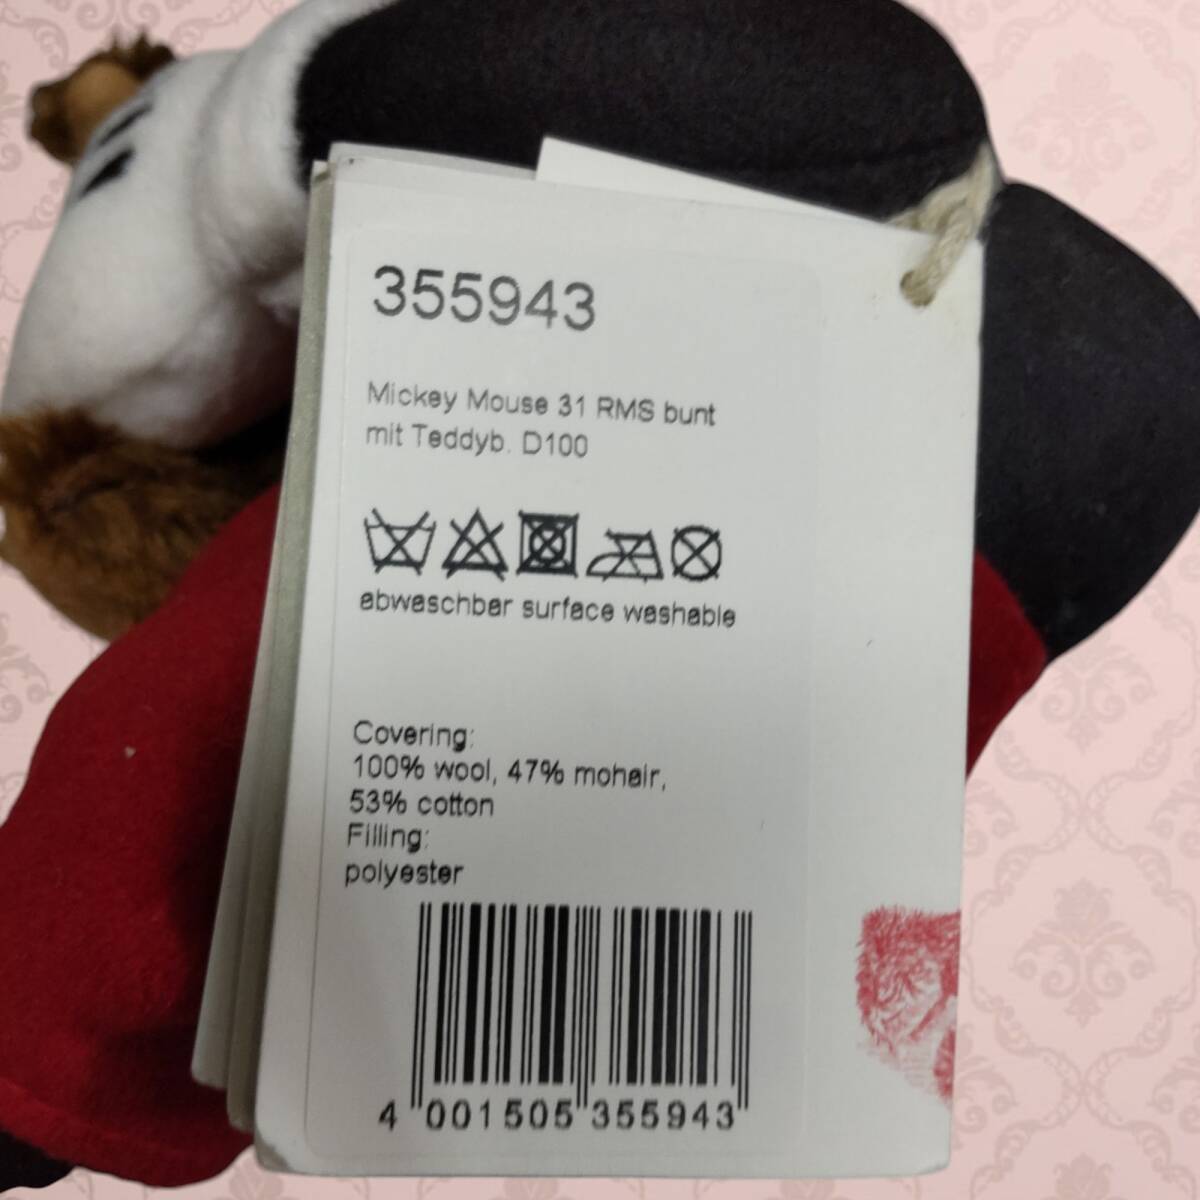 355943
Mickey Mouse 31 RMS bunt
mit Teddyb. D100
abwaschbar surface washable
Covering:
100% wool, 47% mohair,
53% cotton
Filling:
polyester
4 001505 355943